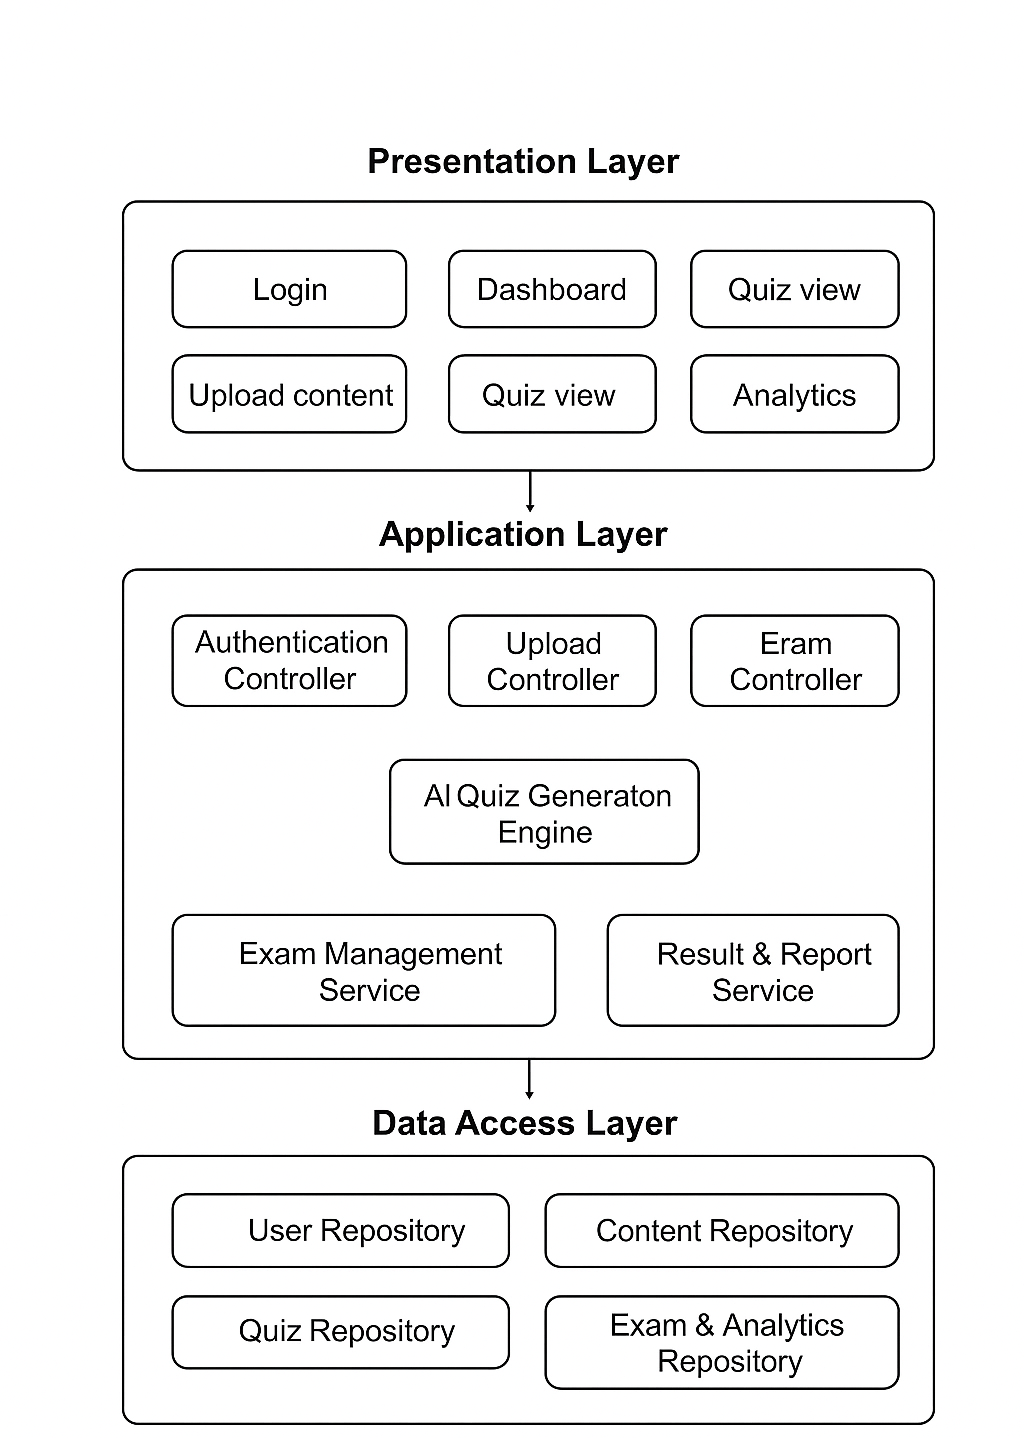 Presentation Layer
Login
Dashboard
Quiz view
Upload content
Quiz view
Analytics
Application Layer
Authentication
Controller
Upload
Controller
Eram
Controller
AI Quiz Generaton
Engine
Exam Management
Service
Result & Report
Service
Data Access Layer
User Repository
Content Repository
Quiz Repository
Exam & Analytics
Repository